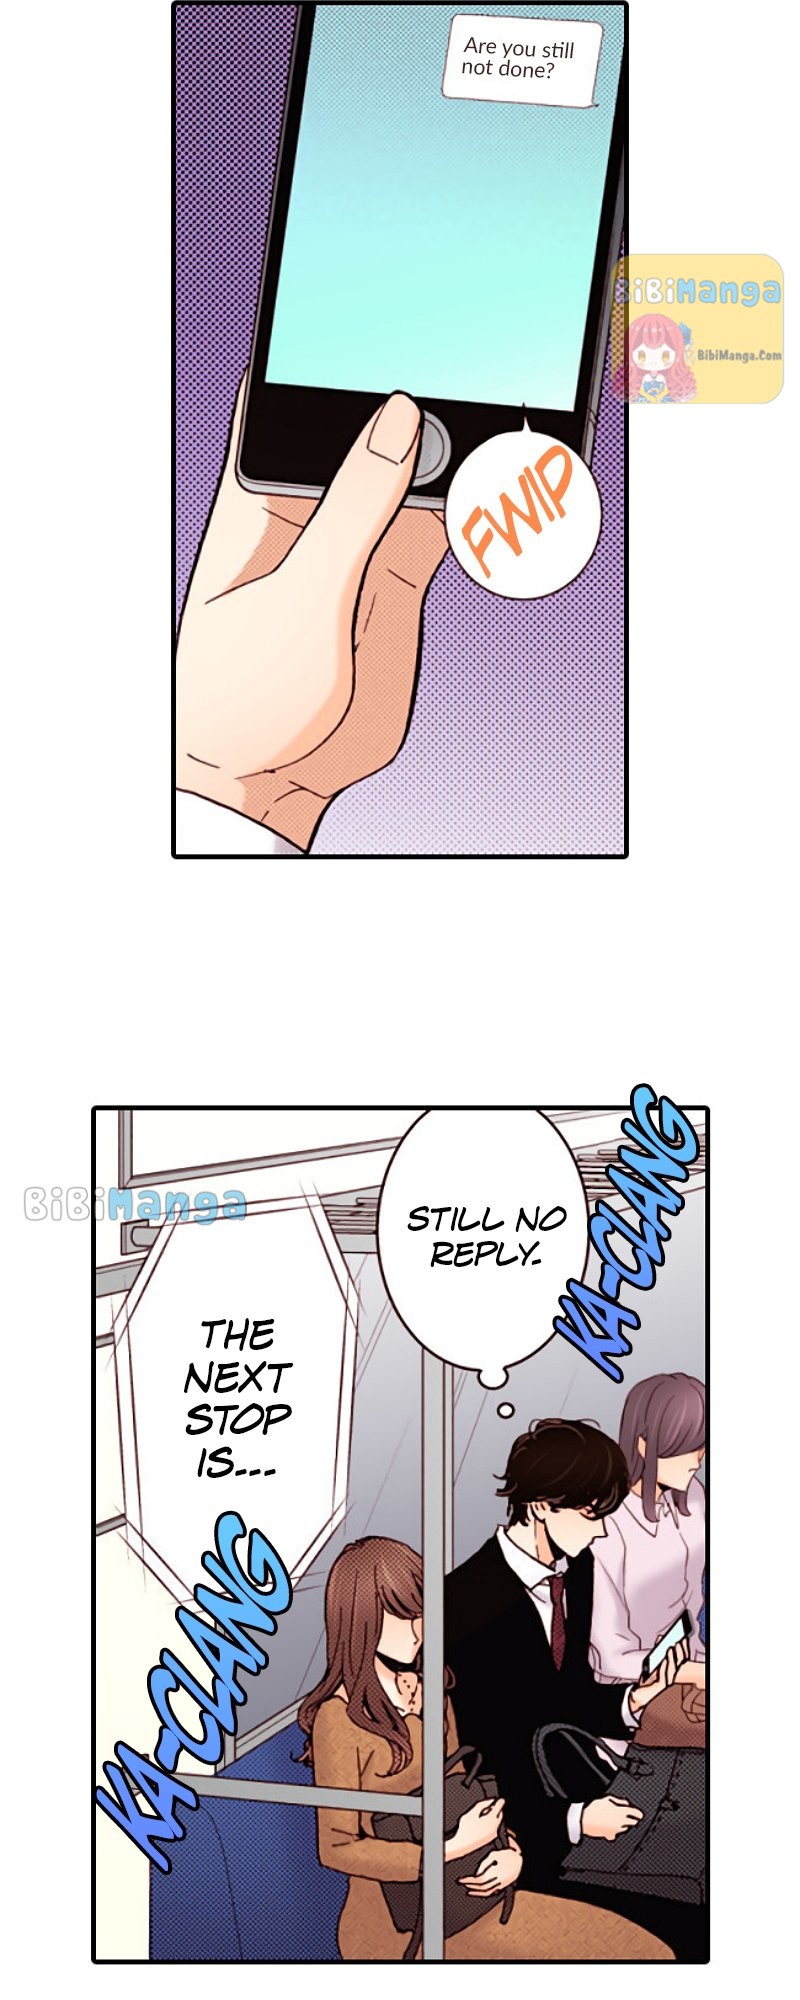 Are you still
not done?
BiBiManga
BibiManga.Com
FWIP
KA-CLANG
STILL NO
REPLY.
BiBiManga
THE
NEXT
STOP
IS...
KA-CLANG